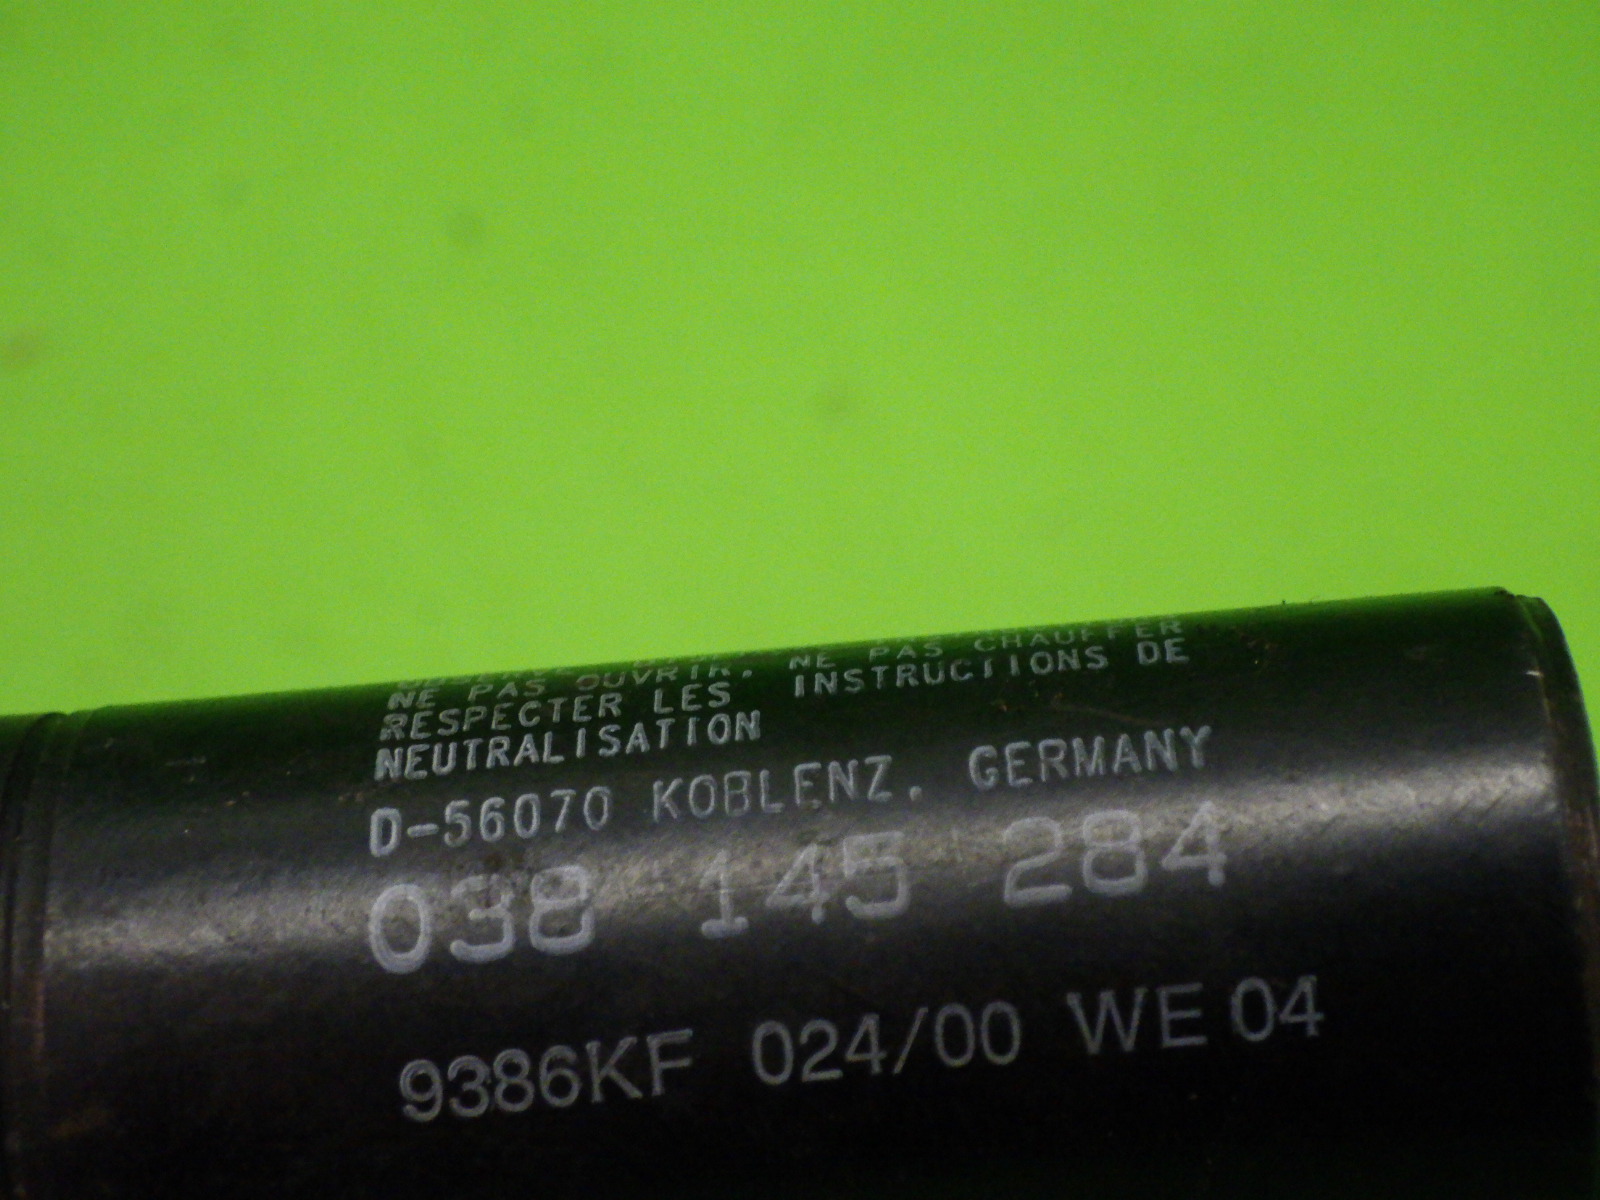 NE PAS OUVRIR. NE PAS CHAUFFER
RESPECTER LES INSTRUCTIONS DE
NEUTRALISATION
D-56070 KOBLENZ, GERMANY
038 145 284
9386KF 024/00 WE 04